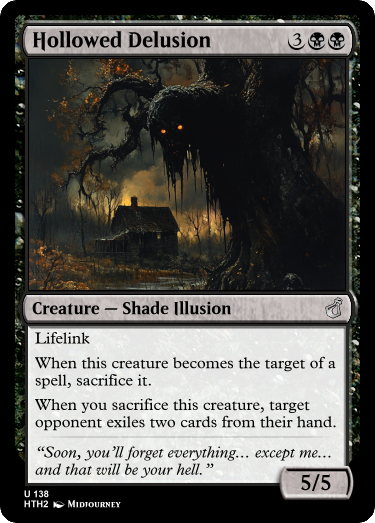 Hollowed Delusion 3
Creature — Shade Illusion
Lifelink
When this creature becomes the target of a
spell, sacrifice it.
When you sacrifice this creature, target
opponent exiles two cards from their hand.
“Soon, you’ll forget everything... except me...
and that will be your hell.”
5/5
U 138
HTH2 Midjourney